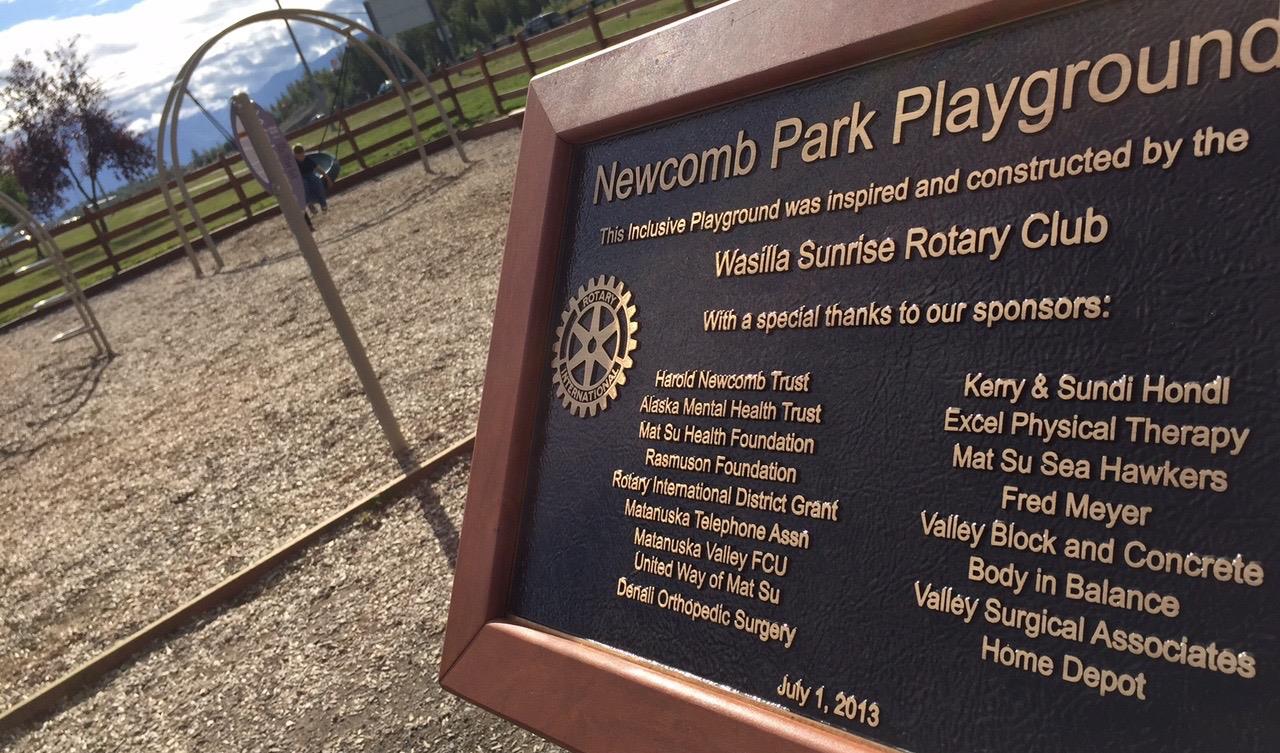 Newcomb Park Playground
This Inclusive Playground was inspired and constructed by the
Wasilla Sunrise Rotary Club
With a special thanks to our sponsors:
ROTARY
INTERNATIONAL
Harold Newcomb Trust
Alaska Mental Health Trust
Mat Su Health Foundation
Rasmuson Foundation
Rotary International District Grant
Matanuska Telephone Assn
Matanuska Valley FCU
United Way of Mat Su
Denali Orthopedic Surgery
Kerry & Sundi Hondl
Excel Physical Therapy
Mat Su Sea Hawkers
Fred Meyer
Valley Block and Concrete
Body in Balance
Valley Surgical Associates
Home Depot
July 1, 2013